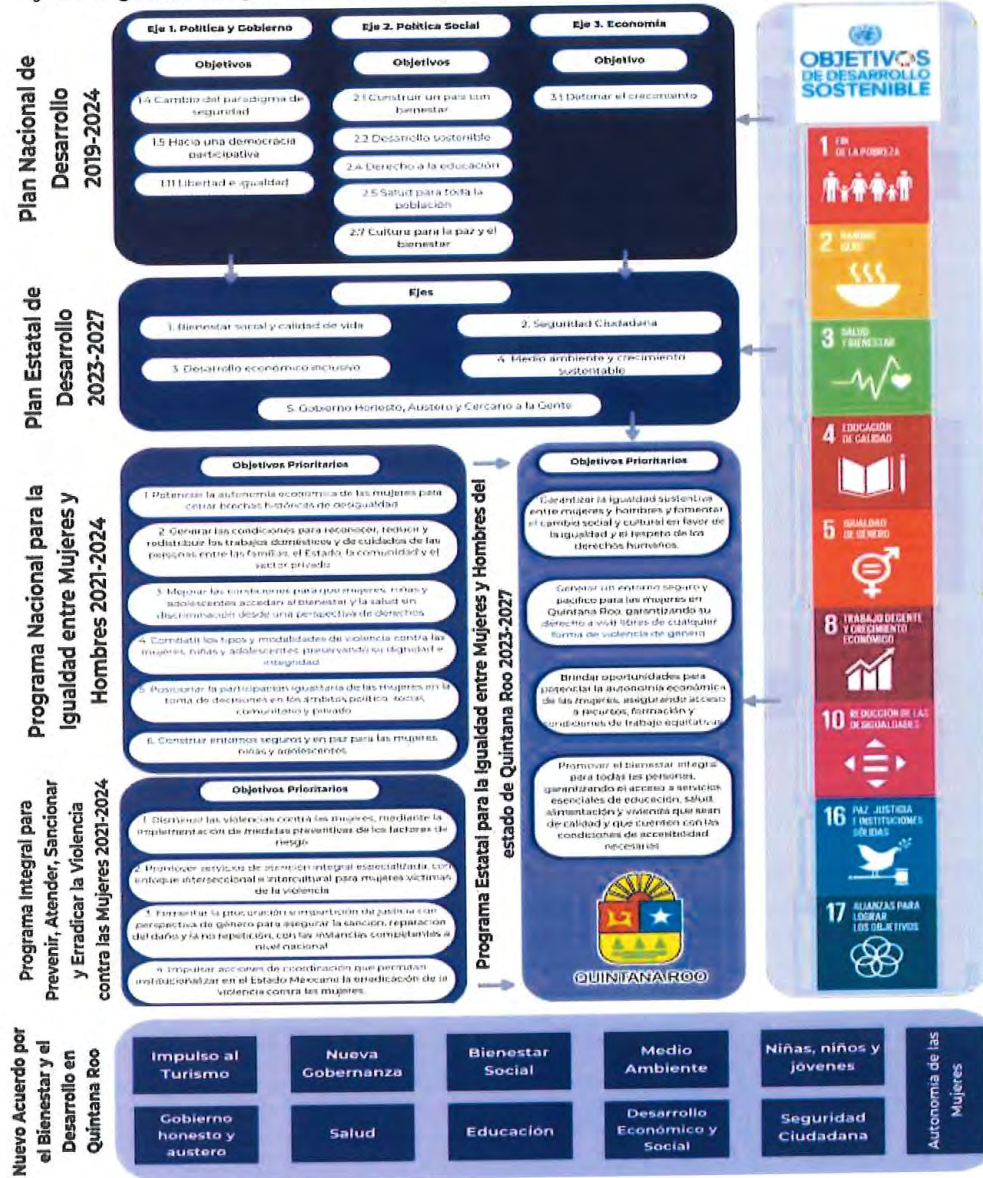 Plan Nacional de
Desarrollo
2019-2024
Eje 1. Política y Gobierno
Objetivos
1.4 Cambio del paradigma de
seguridad
1.5 Hacia una democracia
participativa
1.11 Libertad e igualdad
Eje 2. Política Social
Objetivos
2.1 Construir un país con
bienestar
2.2 Desarrollo sostenible
2.4 Derecho a la educación
2.5 Salud para toda la
población
2.7 Cultura para la paz y el
bienestar
Eje 3. Economía
Objetivo
3.1 Detonar el crecimiento
Plan Estatal de
Desarrollo
2023-2027
Ejes
1. Bienestar social y calidad de vida
2. Seguridad Ciudadana
3. Desarrollo económico inclusivo
4. Medio ambiente y crecimiento
sustentable
5. Gobierno Honesto, Austero y Cercano a la Gente
Programa Nacional para la
Igualdad entre Mujeres y
Hombres 2021-2024
Objetivos Prioritarios
1. Potenciar la autonomía económica de las mujeres para
cerrar brechas históricas de desigualdad
2. Generar las condiciones para reconocer, reducir y
redistribuir los trabajos domésticos y de cuidados de las
personas entre las familias, el Estado, la comunidad y el
sector privado
3. Mejorar las condiciones para que mujeres, niñas y
adolescentes accedan al bienestar y la salud sin
discriminación desde una perspectiva de derechos
4. Combatir los tipos y modalidades de violencia contra las
mujeres, niñas y adolescentes, preservando su dignidad e
integridad
5. Posicionar la participación igualitaria de las mujeres en la
toma de decisiones en los ámbitos político, social,
comunitario y privado
6. Construir entornos seguros y en paz para las mujeres
niñas y adolescentes
Programa Integral para
Prevenir, Atender, Sancionar
y Erradicar la Violencia
contra las Mujeres 2021-2024
Objetivos Prioritarios
1. Disminuir las violencias contra las mujeres, mediante la
implementación de medidas preventivas de los factores de
riesgo
2. Promover servicios de atención integral especializada, con
enfoque interseccional e intercultural para mujeres víctimas
de la violencia
3. Fomentar la procuración e impartición de justicia con
perspectiva de género para asegurar la sanción, reparación
del daño y la no repetición, con las instancias competentes a
nivel nacional
4. Impulsar acciones de coordinación que permitan
institucionalizar en el Estado Mexicano la erradicación de la
violencia contra las mujeres.
Programa Estatal para la Igualdad entre Mujeres y Hombres del
estado de Quintana Roo 2023-2027
Objetivos Prioritarios
Garantizar la igualdad sustentiva
entre mujeres y hombres y fomentar
el cambio social y cultural en favor de
la igualdad y el respeto de los
derechos humanos.
Generar un entorno seguro y
pacífico para las mujeres en
Quintana Roo, garantizando su
derecho a vivir libres de cualquier
forma de violencia de género
Brindar oportunidades para
potenciar la autonomía económica
de las mujeres, asegurando acceso
a recursos, formación y
condiciones de trabajo equitativas
Promover el bienestar integral
para todas las personas,
garantizando el acceso a servicios
esenciales de educación, salud,
alimentación y vivienda que sean
de calidad y que cuenten con las
condiciones de accesibilidad
necesarias
QUINTANA ROO
OBJETIVOS
DE DESARROLLO
SOSTENIBLE
1 FIN
DE LA POBREZA
2 HAMBRE
CERO
3 SALUD
Y BIENESTAR
4 EDUCACIÓN
DE CALIDAD
5 IGUALDAD
DE GÉNERO
8 TRABAJO DECENTE
Y CRECIMIENTO
ECONÓMICO
10 REDUCCIÓN DE LAS
DESIGUALDADES
16 PAZ, JUSTICIA
E INSTITUCIONES
SÓLIDAS
17 ALIANZAS PARA
LOGRAR
LOS OBJETIVOS
Nuevo Acuerdo por
el Bienestar y el
Desarrollo en
Quintana Roo
Impulso al
Turismo
Nueva
Gobernanza
Bienestar
Social
Medio
Ambiente
Niñas, niños y
jóvenes
Gobierno
honesto y
austero
Salud
Educación
Desarrollo
Económico y
Social
Seguridad
Ciudadana
Autonomía de las
Mujeres